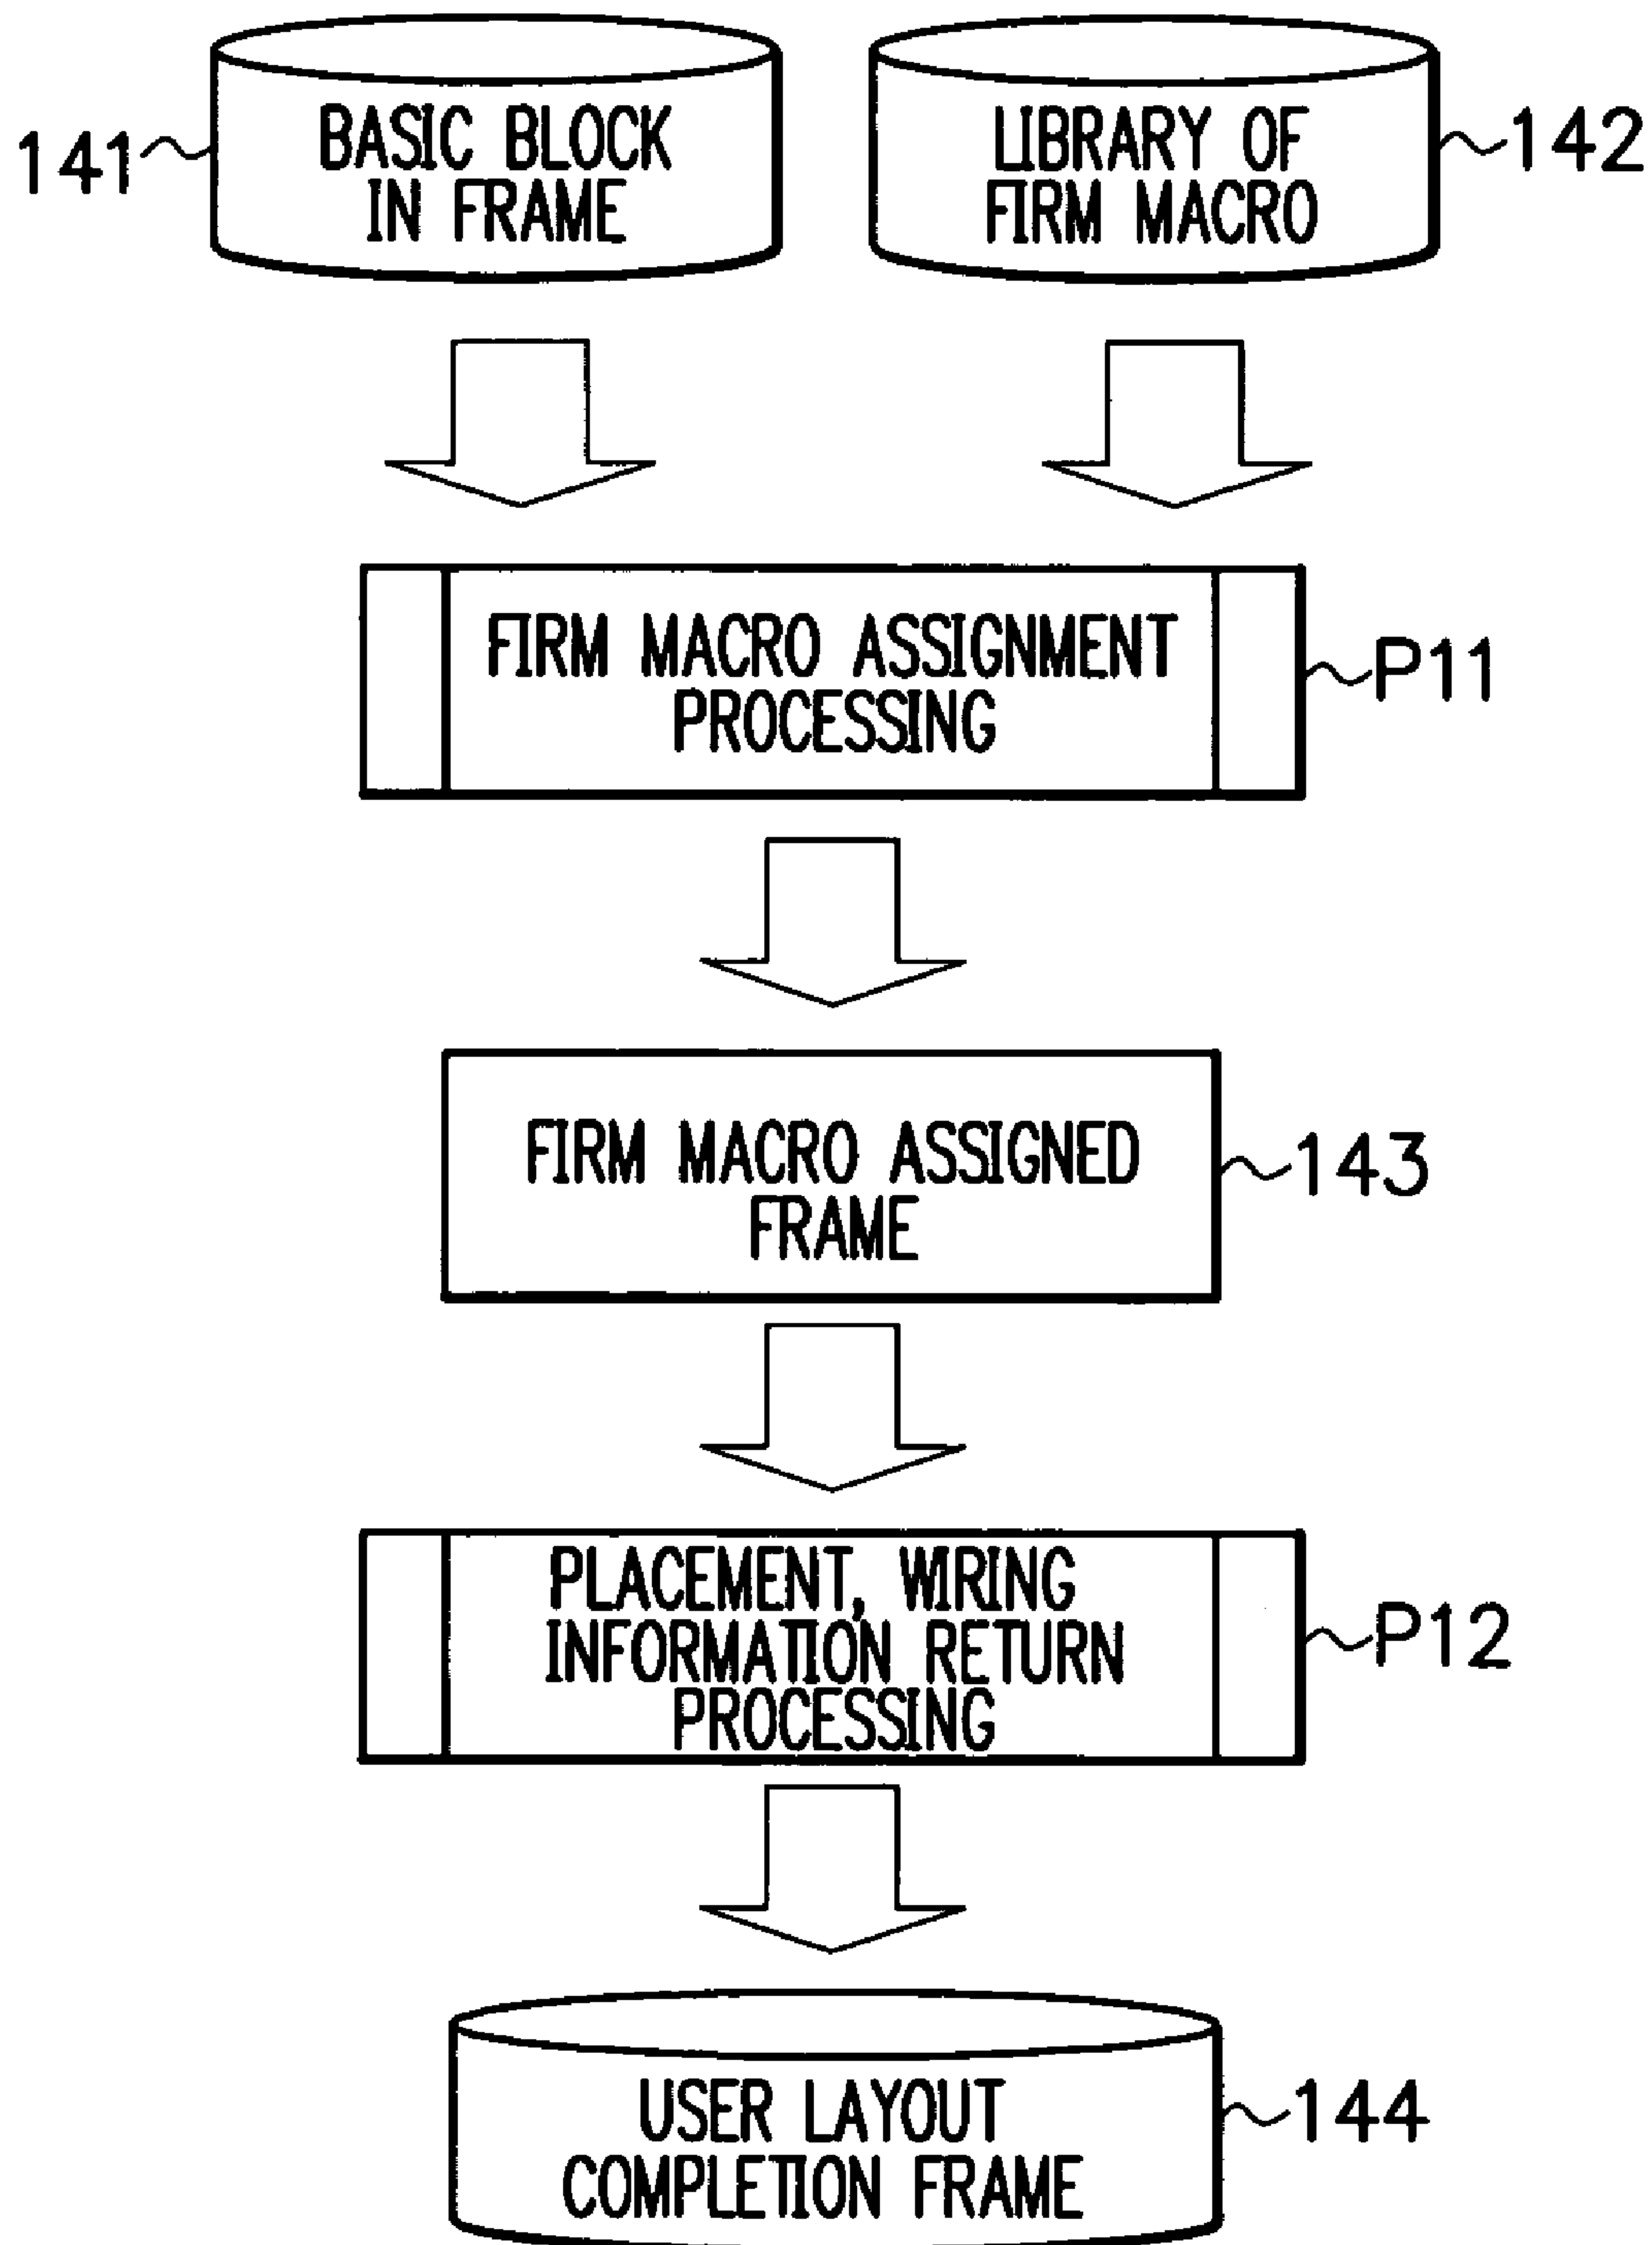 141
BASIC BLOCK
IN FRAME
LIBRARY OF
FIRM MACRO
142
FIRM MACRO ASSIGNMENT
PROCESSING
P11
FIRM MACRO ASSIGNED
FRAME
143
PLACEMENT, WIRING
INFORMATION RETURN
PROCESSING
P12
USER LAYOUT
COMPLETION FRAME
144